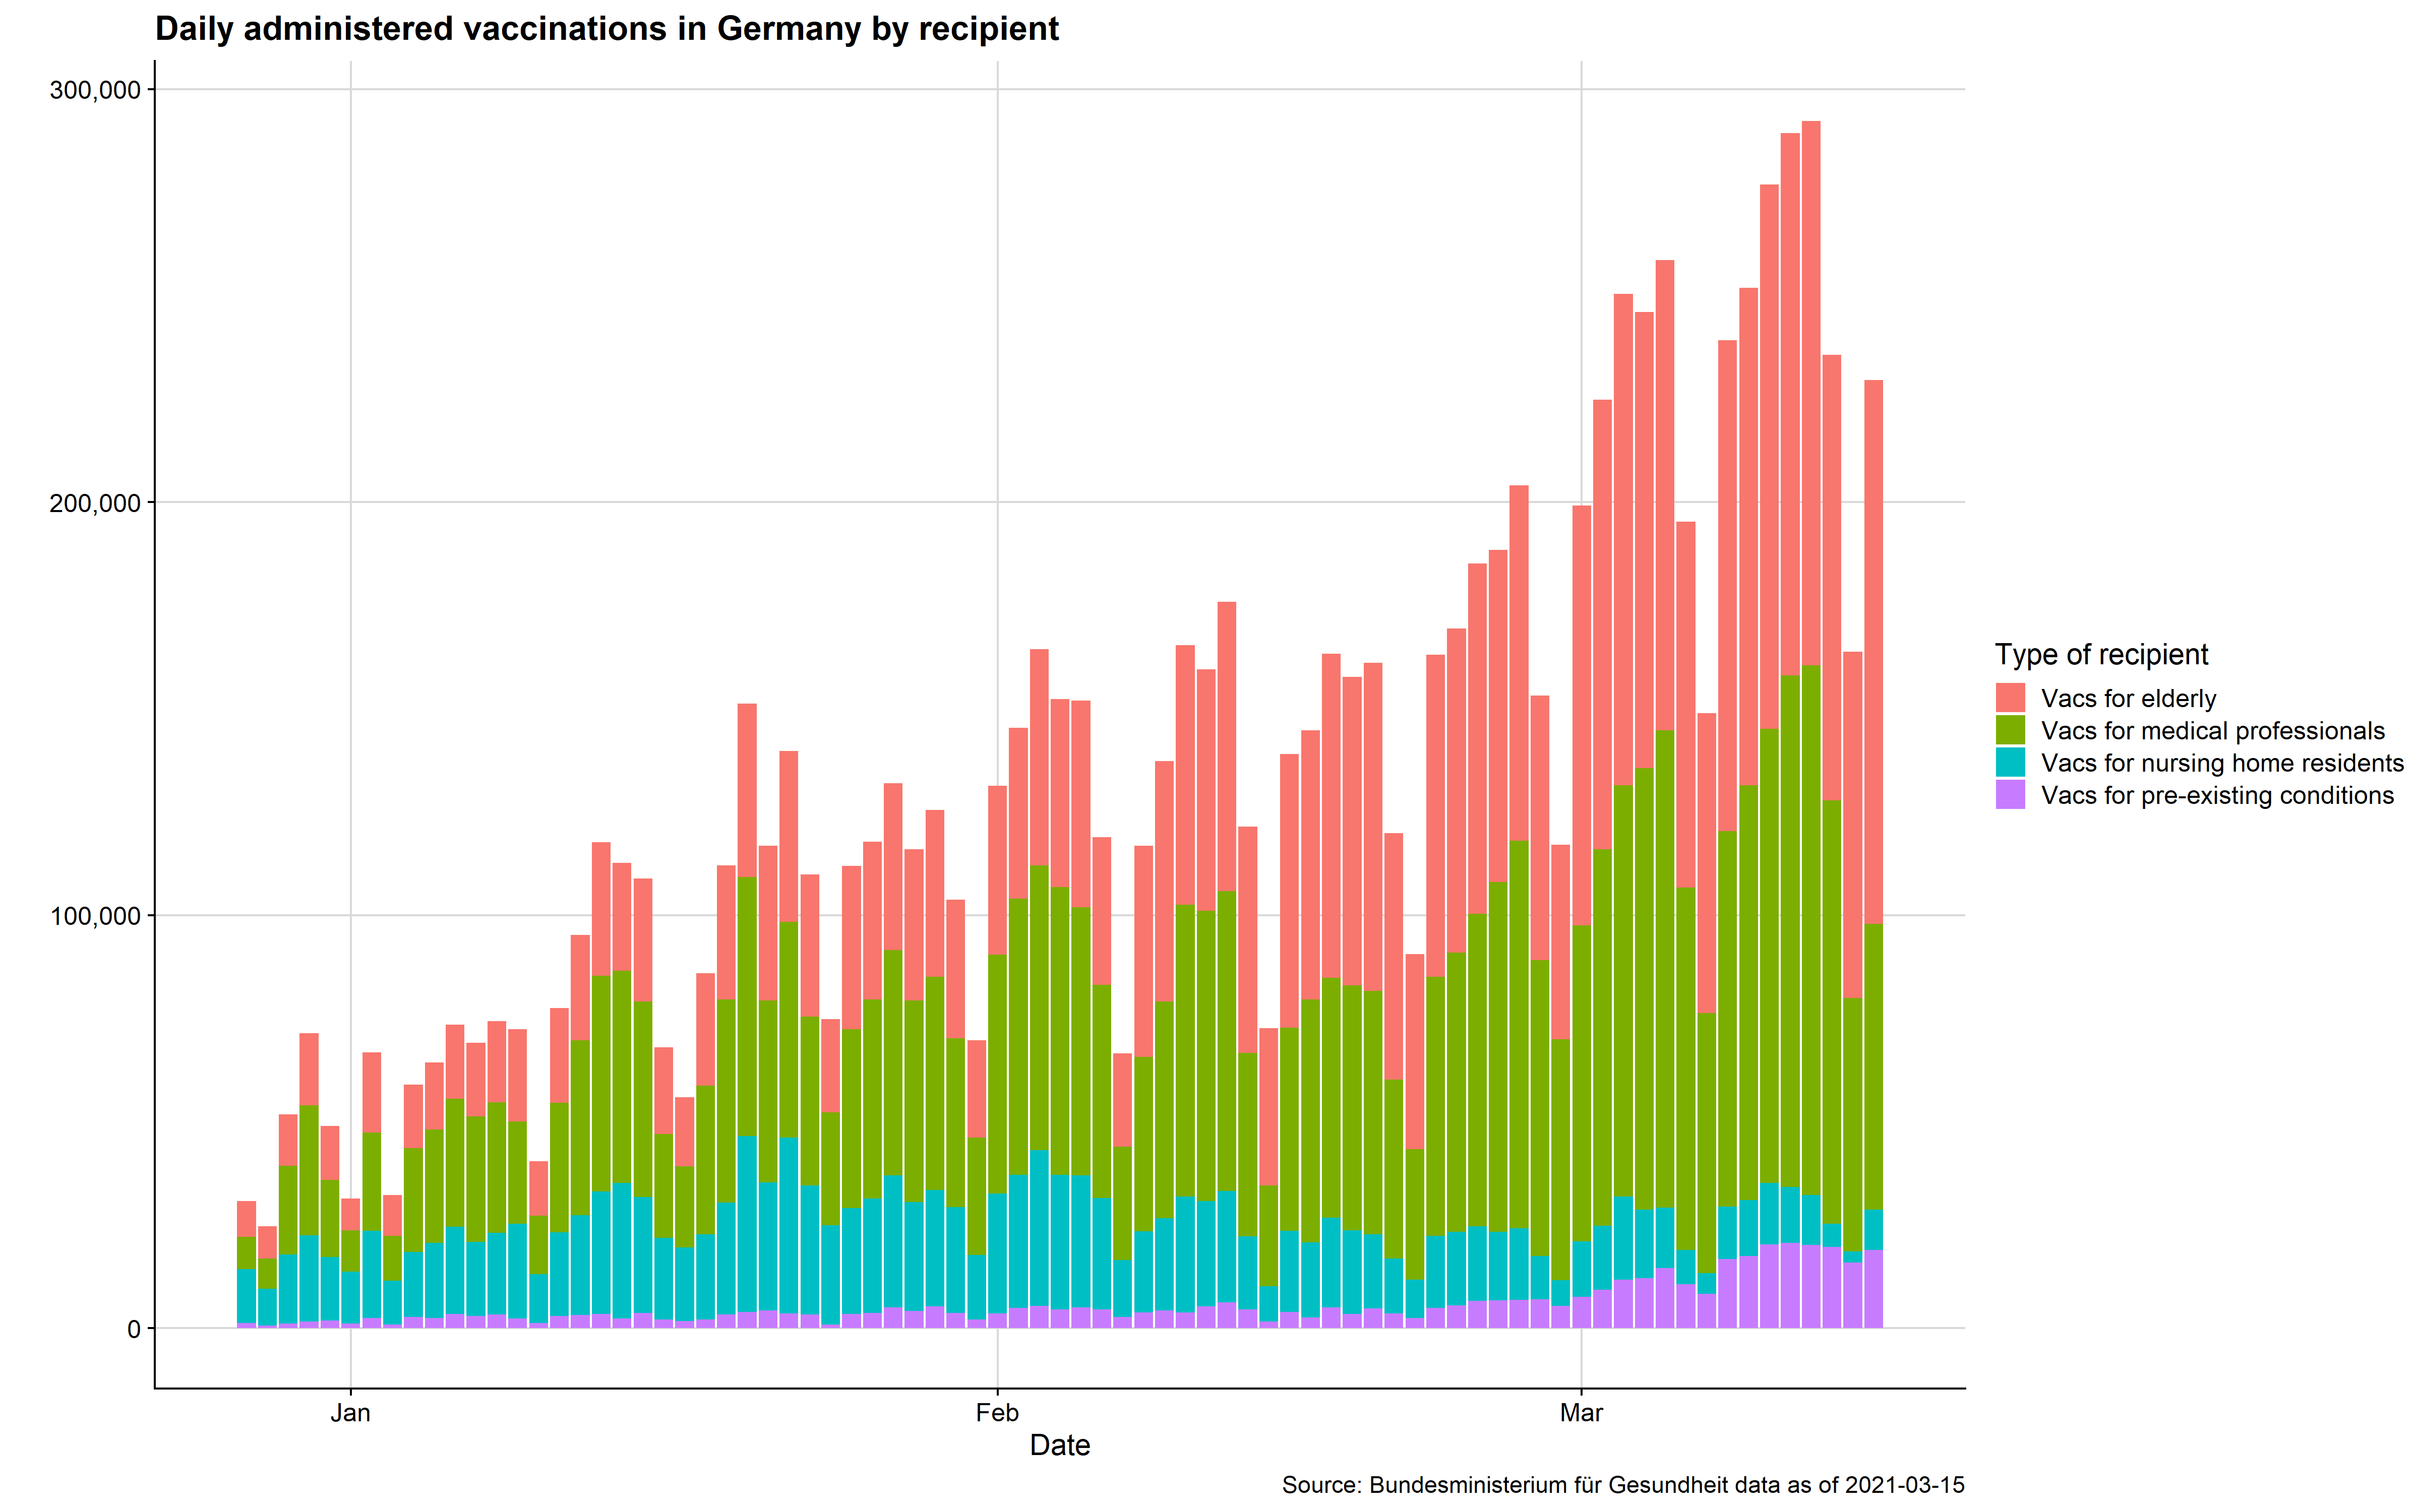 Daily administered vaccinations in Germany by recipient
300,000
200,000
100,000
0
Jan
Feb
Mar
Date
Type of recipient
Vacs for elderly
Vacs for medical professionals
Vacs for nursing home residents
Vacs for pre-existing conditions
Source: Bundesministerium für Gesundheit data as of 2021-03-15